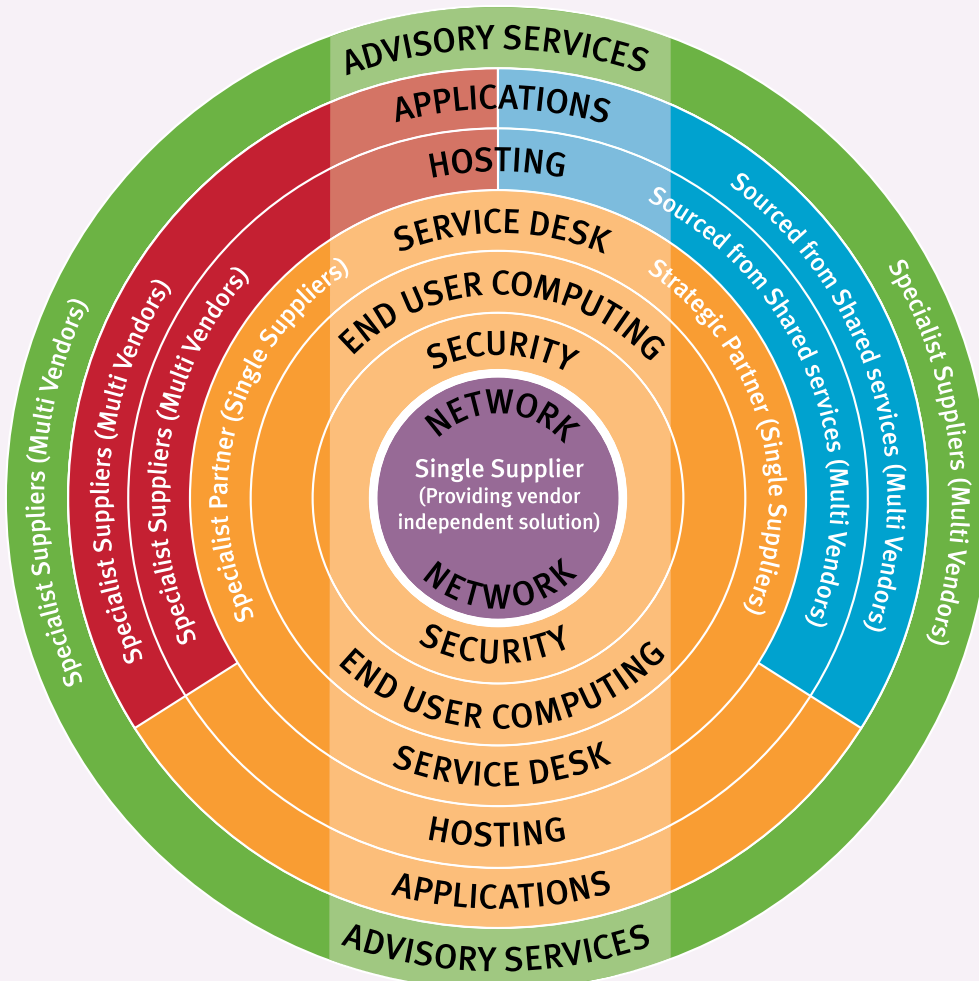 ADVISORY SERVICES
APPLICATIONS
HOSTING
SERVICE DESK
END USER COMPUTING
SECURITY
NETWORK
Single Supplier
(Providing vendor
independent solution)
NETWORK
SECURITY
END USER COMPUTING
SERVICE DESK
HOSTING
APPLICATIONS
ADVISORY SERVICES
Specialist Suppliers (Multi Vendors)
Specialist Suppliers (Multi Vendors)
Specialist Suppliers (Multi Vendors)
Specialist Partner (Single Suppliers)
Strategic Partner (Single Suppliers)
Sourced from Shared services (Multi Vendors)
Sourced from Shared services (Multi Vendors)
Specialist Suppliers (Multi Vendors)